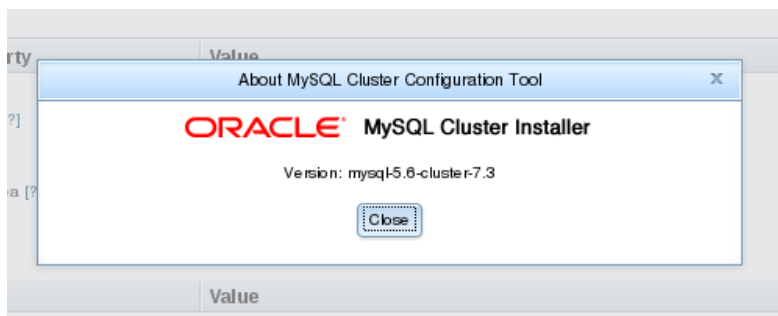 rty Value
About MySQL Cluster Configuration Tool x
?]
ORACLE® MySQL Cluster Installer
Version: mysql-5.6-cluster-7.3
a [?
Close
Value